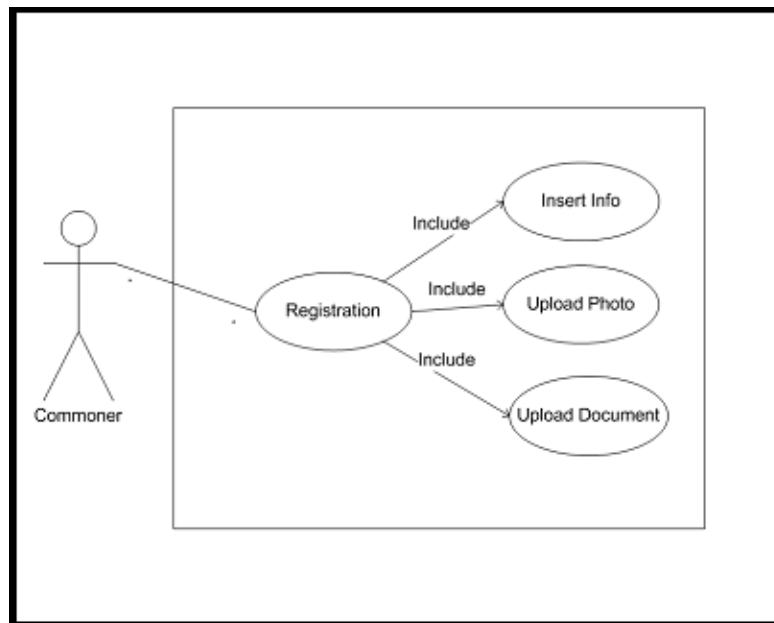 Insert Info
Include
Include
Registration
Upload Photo
Include
Upload Document
Commoner